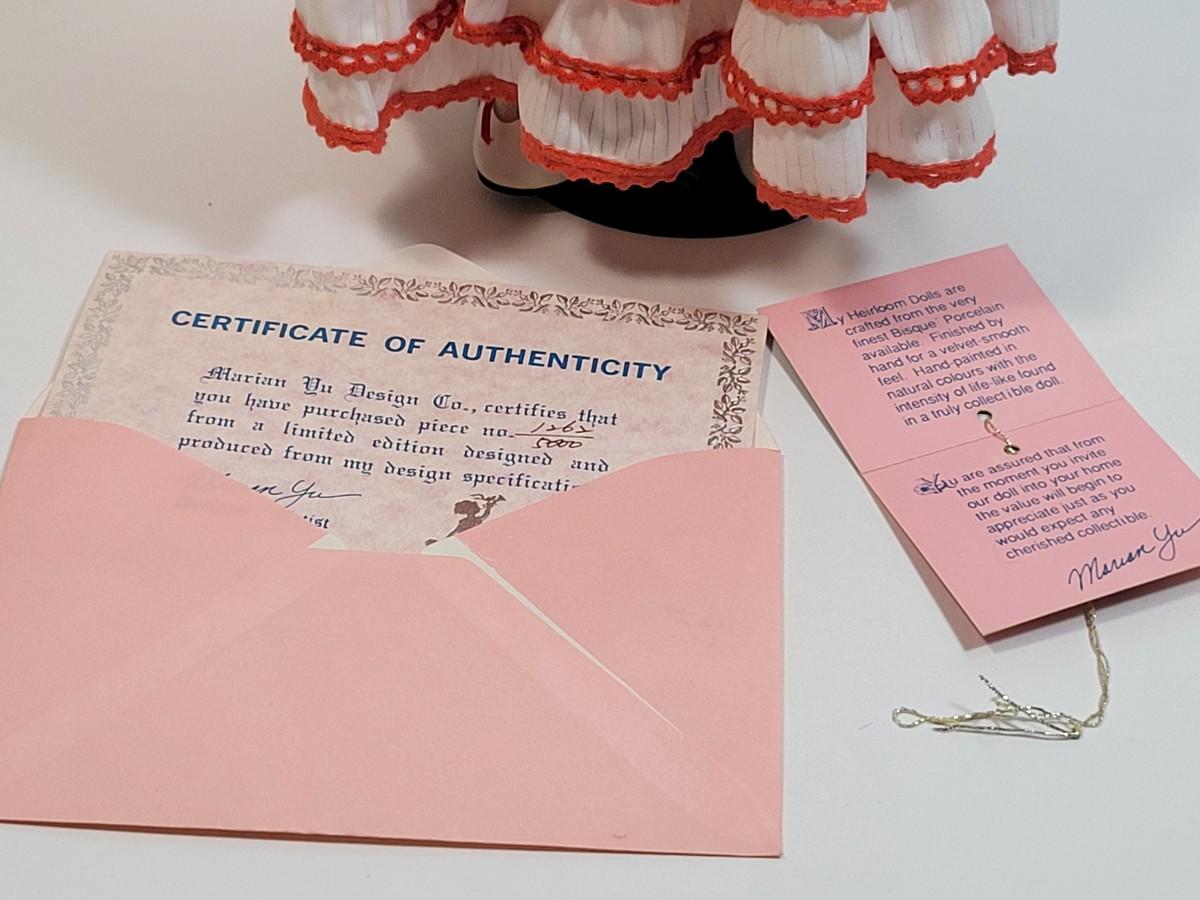 CERTIFICATE OF AUTHENTICITY
Marian Yu Design Co., certifies that
you have purchased piece no. 1262
5000
from a limited edition designed and
produced from my design
Yu
My Heirloom Dolls are
crafted from the very
finest Bisque Porcelain
available. Finished by
hand for a velvet-smooth
feel. Hand-painted in
natural colours with the
intensity of life-like found
in a truly collectible doll.
You are assured that from
the moment you invite
our doll into your home
the value will begin to
appreciate just as you
would expect any
cherished collectible.
Marian Yu